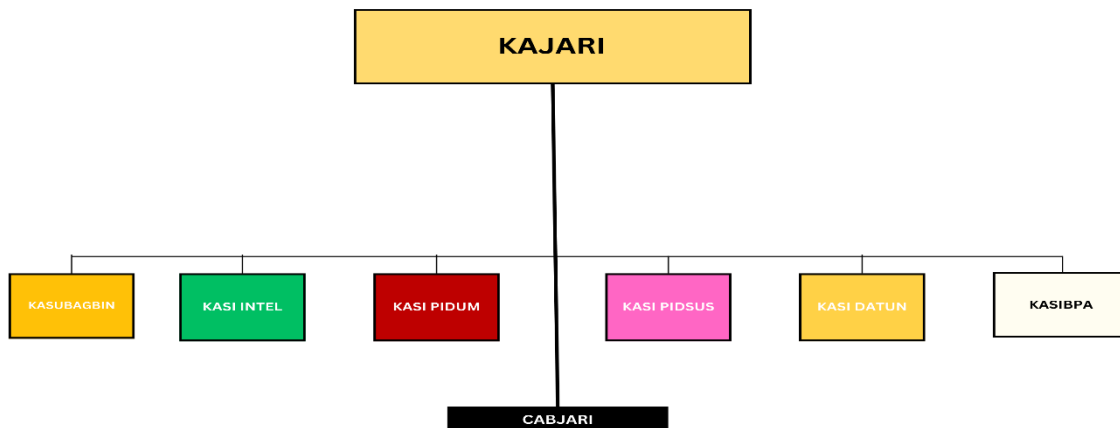 KAJARI
KASUBAGBIN
KASI INTEL
KASI PIDUM
KASI PIDSUS
KASI DATUN
KASIBPA
CABJARI